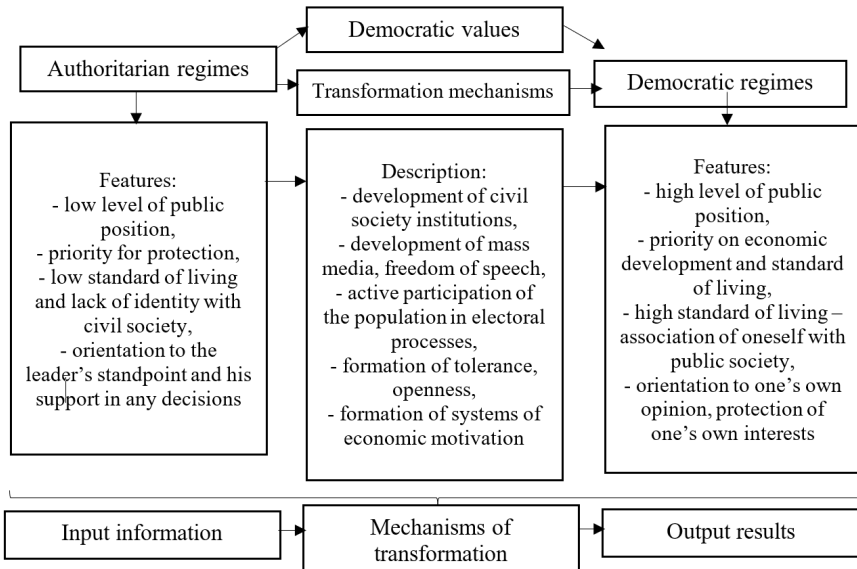 Democratic values
Authoritarian regimes
Transformation mechanisms
Democratic regimes
Features:
- low level of public
position,
- priority for protection,
- low standard of living
and lack of identity with
civil society,
- orientation to the
leader's standpoint and his
support in any decisions
Description:
- development of civil
society institutions,
- development of mass
media, freedom of speech,
- active participation of
the population in electoral
processes,
- formation of tolerance,
openness,
- formation of systems of
economic motivation
Features:
- high level of public
position,
- priority on economic
development and standard
of living,
- high standard of living –
association of oneself with
public society,
- orientation to one's own
opinion, protection of
one's own interests
Input information
Mechanisms of
transformation
Output results